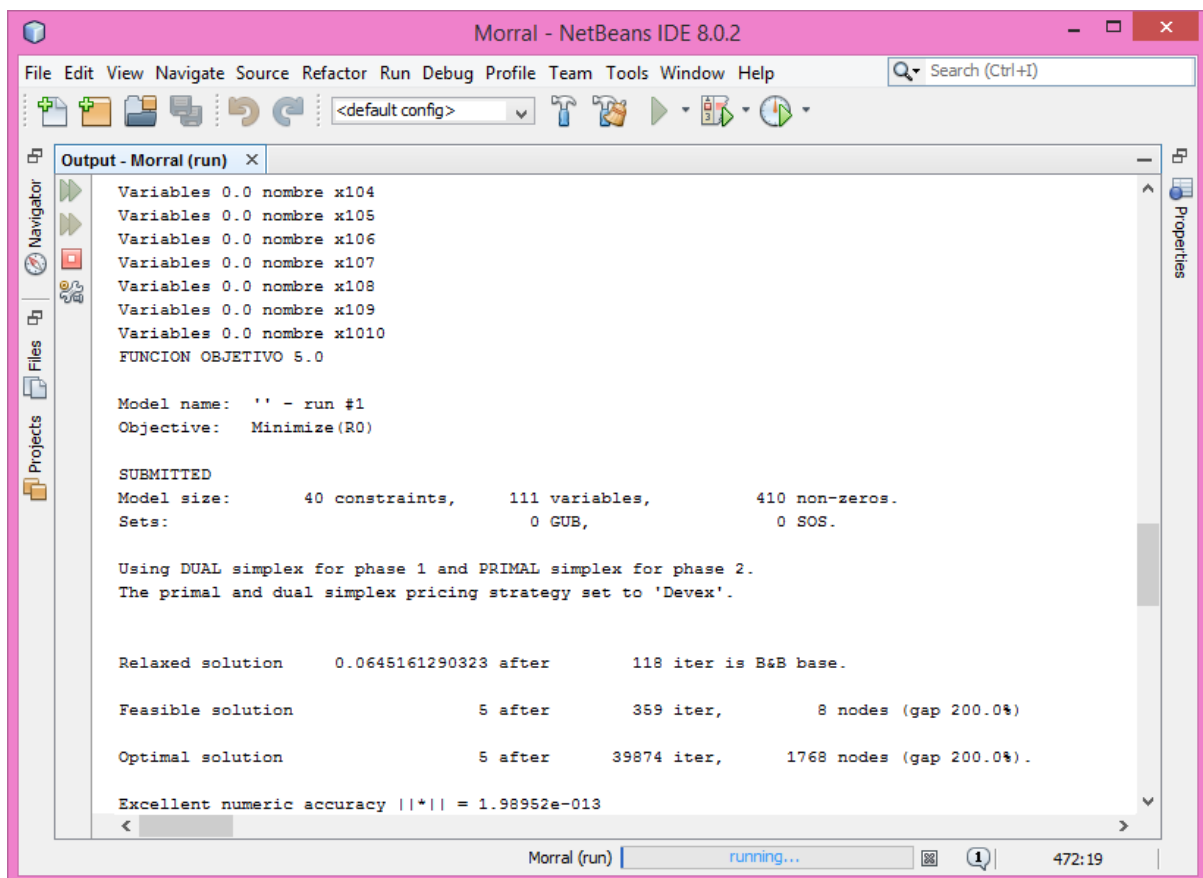 Morral - NetBeans IDE 8.0.2
File Edit View Navigate Source Refactor Run Debug Profile Team Tools Window Help
Search (Ctrl+I)
<default config>
Output - Morral (run)
Navigator
Files
Projects
Properties
Variables 0.0 nombre x104
Variables 0.0 nombre x105
Variables 0.0 nombre x106
Variables 0.0 nombre x107
Variables 0.0 nombre x108
Variables 0.0 nombre x109
Variables 0.0 nombre x1010
FUNCION OBJETIVO 5.0
Model name: '' - run #1
Objective: Minimize(R0)
SUBMITTED
Model size: 40 constraints, 111 variables, 410 non-zeros.
Sets: 0 GUB, 0 SOS.
Using DUAL simplex for phase 1 and PRIMAL simplex for phase 2.
The primal and dual simplex pricing strategy set to 'Devex'.
Relaxed solution 0.0645161290323 after 118 iter is B&B base.
Feasible solution 5 after 359 iter, 8 nodes (gap 200.0%)
Optimal solution 5 after 39874 iter, 1768 nodes (gap 200.0%).
Excellent numeric accuracy ||*|| = 1.98952e-013
Morral (run) running... 1 472:19